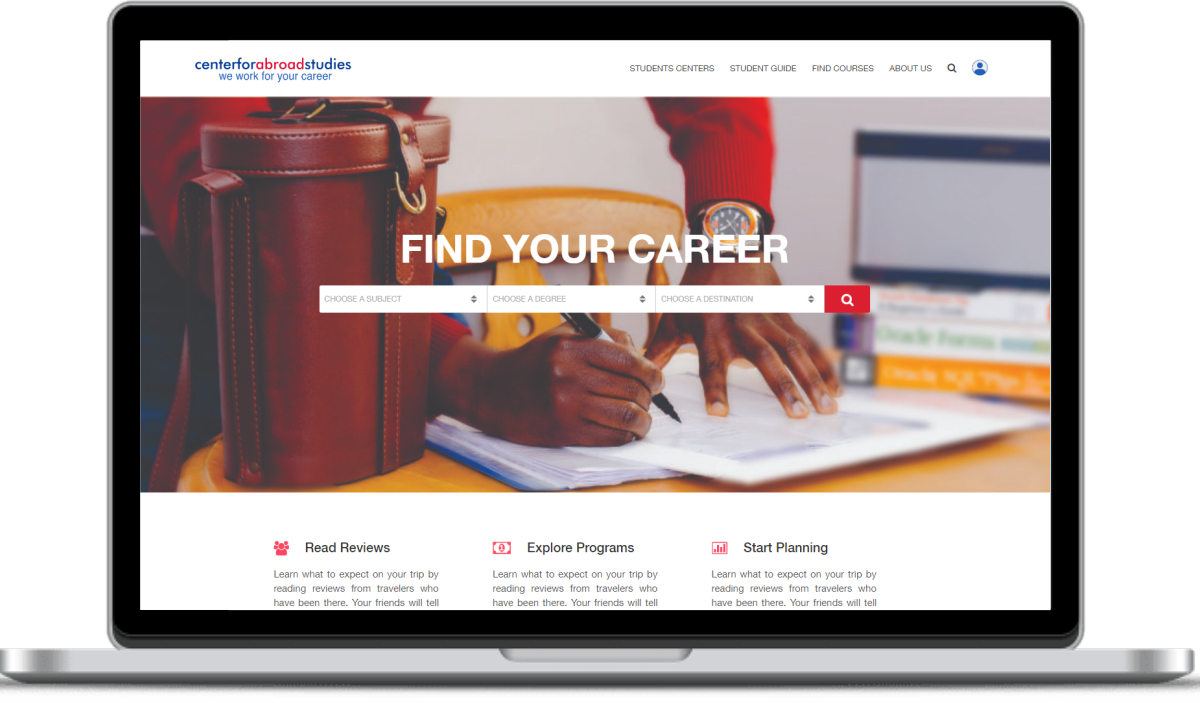 centerforabroadstudies
we work for your career
STUDENTS CENTERS STUDENT GUIDE FIND COURSES ABOUT US
FIND YOUR CAREER
CHOOSE A SUBJECT CHOOSE A DEGREE CHOOSE A DESTINATION
Oracle Forms
Oracle
Read Reviews
Learn what to expect on your trip by
reading reviews from travelers who
have been there. Your friends will tell
Explore Programs
Learn what to expect on your trip by
reading reviews from travelers who
have been there. Your friends will tell
Start Planning
Learn what to expect on your trip by
reading reviews from travelers who
have been there. Your friends will tell